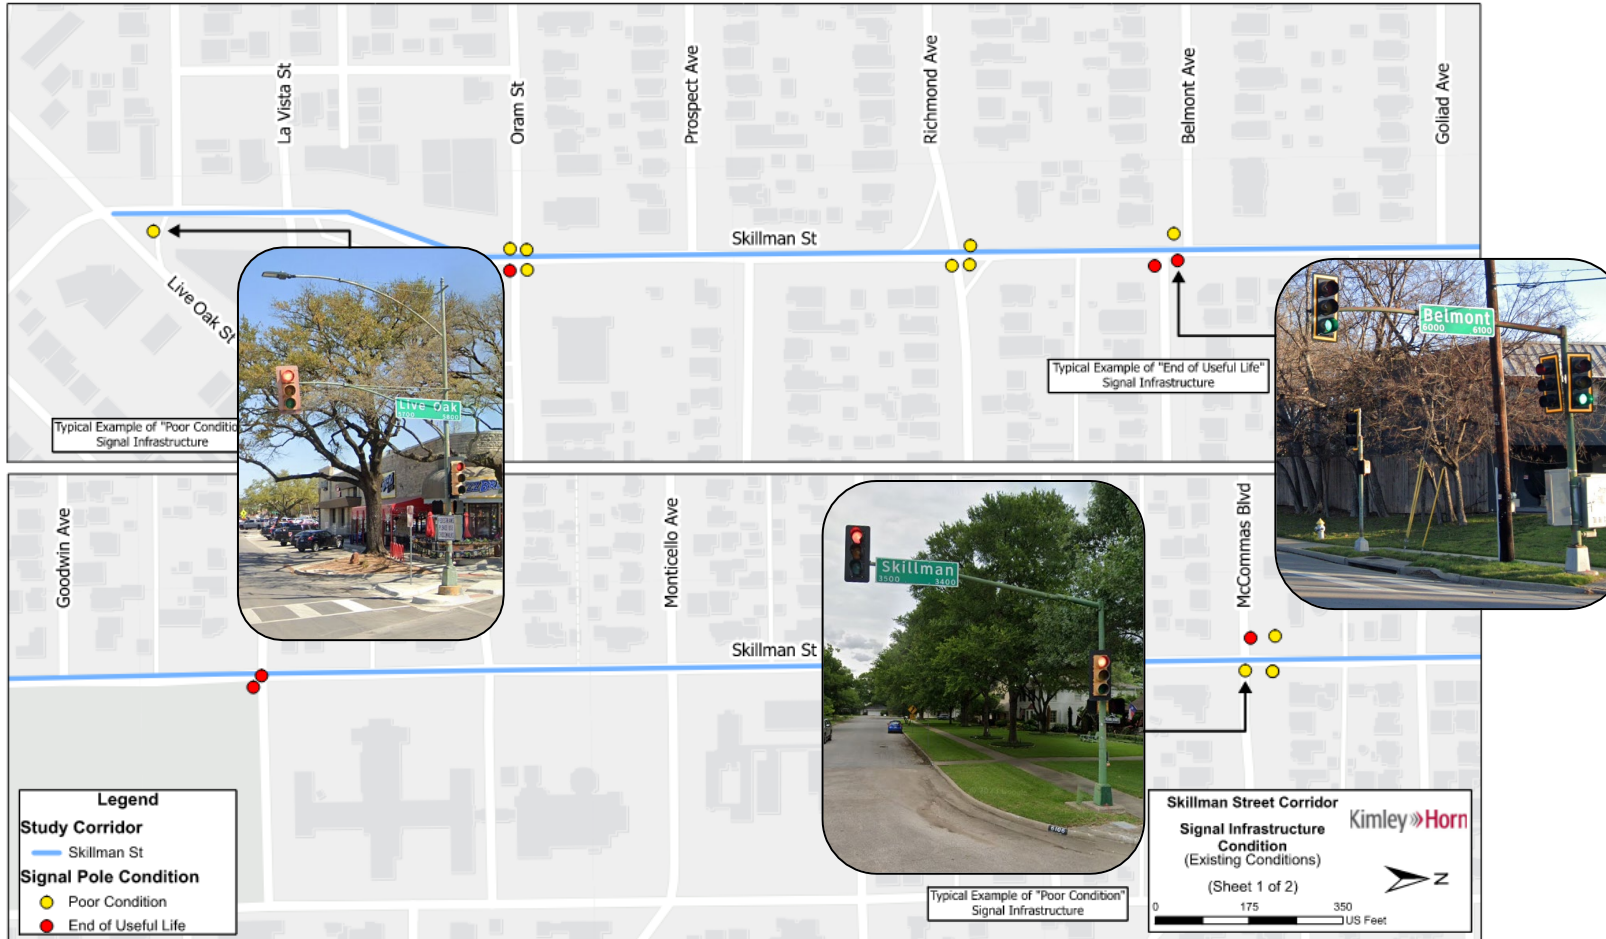 La Vista St
Oram St
Prospect Ave
Richmond Ave
Belmont Ave
Goliad Ave
Skillman St
Live Oak St
Typical Example of "End of Useful Life"
Signal Infrastructure
Belmont
6000 6100
Live Oak
5700 5800
Typical Example of "Poor Conditio
Signal Infrastructure
Goodwin Ave
Monticello Ave
McCommas Blvd
Skillman
3500 3400
Skillman St
6106
Typical Example of "Poor Condition"
Signal Infrastructure
Legend
Study Corridor
Skillman St
Signal Pole Condition
Poor Condition
End of Useful Life
Skillman Street Corridor
Kimley»Horn
Signal Infrastructure
Condition
(Existing Conditions)
(Sheet 1 of 2)
N
0 175 350
US Feet